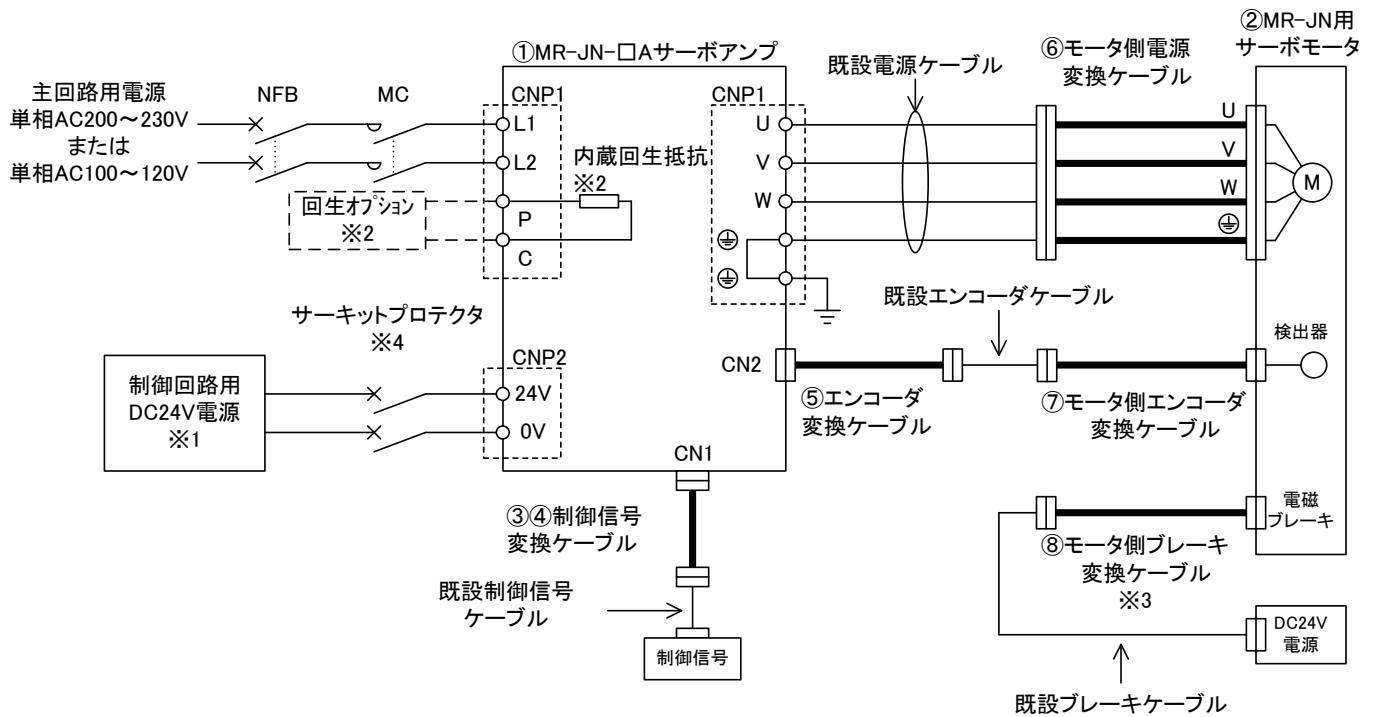 ②MR-JN用
サーボモータ
①MR-JN-□Aサーボアンプ
⑥モータ側電源
変換ケーブル
既設電源ケーブル
主回路用電源
単相AC200～230V
または
単相AC100～120V
NFB
MC
CNP1
L1
L2
P
C
内蔵回生抵抗
※2
回生オプション
※2
CNP1
U
V
W
U
V
W
M
既設エンコーダケーブル
サーキットプロテクタ
※4
CNP2
24V
0V
制御回路用
DC24V電源
※1
CN2
検出器
⑤エンコーダ
変換ケーブル
⑦モータ側エンコーダ
変換ケーブル
CN1
③④制御信号
変換ケーブル
電磁
ブレーキ
⑧モータ側ブレーキ
変換ケーブル
※3
既設制御信号
ケーブル
制御信号
DC24V
電源
既設ブレーキケーブル